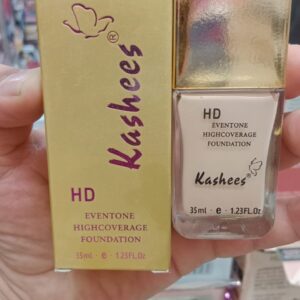 Kashees®
HD
EVENTONE
HIGHCOVERAGE
FOUNDATION
35ml · e · 1.23FL.Oz
HD
EVENTONE
HIGHCOVERAGE
FOUNDATION
Kashees®
35ml e 1.23FL.Oz